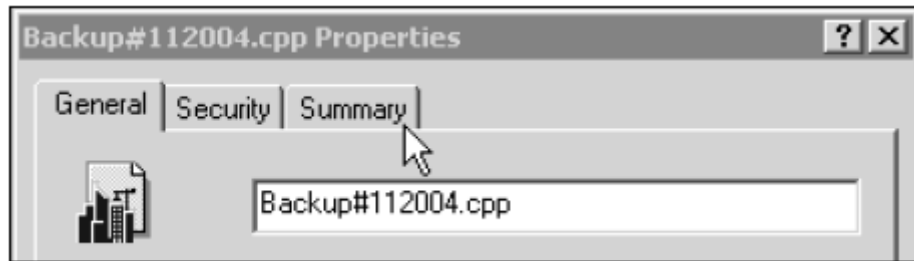 Backup#112004.cpp Properties
?
General Security Summary
Backup#112004.cpp